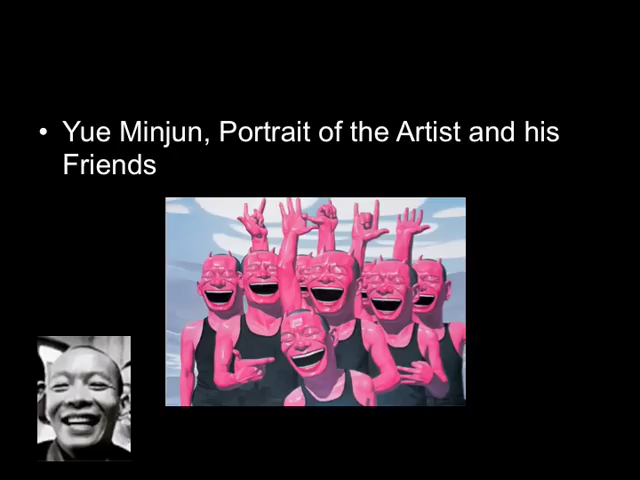 • Yue Minjun, Portrait of the Artist and his
Friends